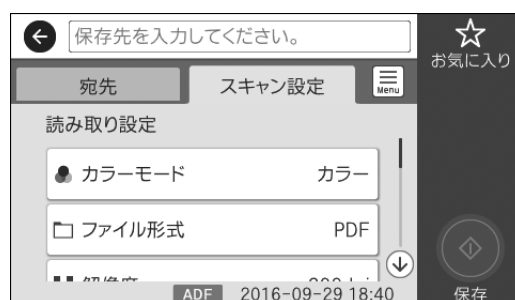 保存先を入力してください。
お気に入り
宛先
スキャン設定
Menu
読み取り設定
カラーモード
カラー
ファイル形式
PDF
ADF 2016-09-29 18:40
保存